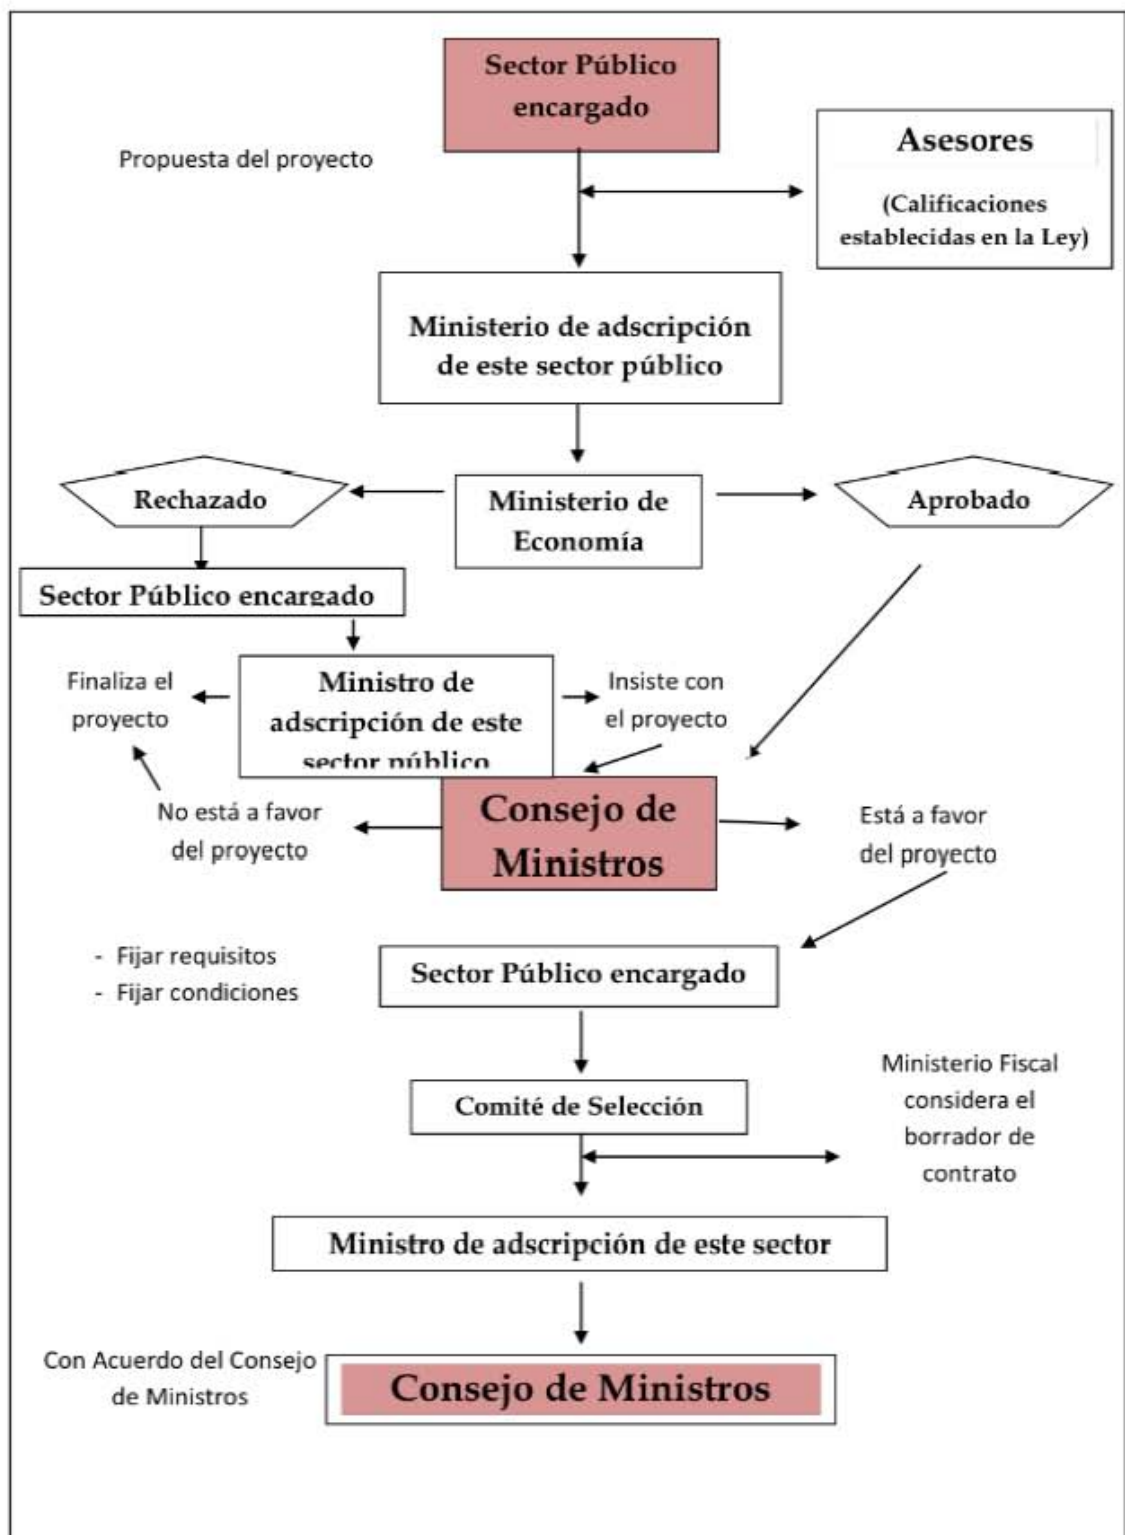 Sector Público
encargado
Propuesta del proyecto
Asesores
(Calificaciones
establecidas en la Ley)
Ministerio de adscripción
de este sector público
Rechazado
Ministerio de
Economía
Aprobado
Sector Público encargado
Finaliza el
proyecto
Ministro de
adscripción de este
sector público
Insiste con
el proyecto
No está a favor
del proyecto
Consejo de
Ministros
Está a favor
del proyecto
- Fijar requisitos
- Fijar condiciones
Sector Público encargado
Comité de Selección
Ministerio Fiscal
considera el
borrador de
contrato
Ministro de adscripción de este sector
Con Acuerdo del Consejo
de Ministros
Consejo de Ministros